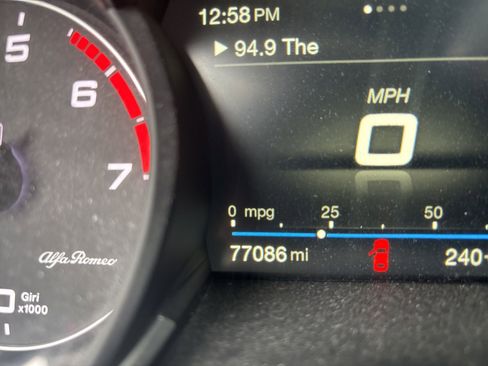 12:58 PM
94.9 The
5
6
7
MPH
0
0 mpg 25 50
77086 mi
240
Alfa Romeo
Giri
x1000